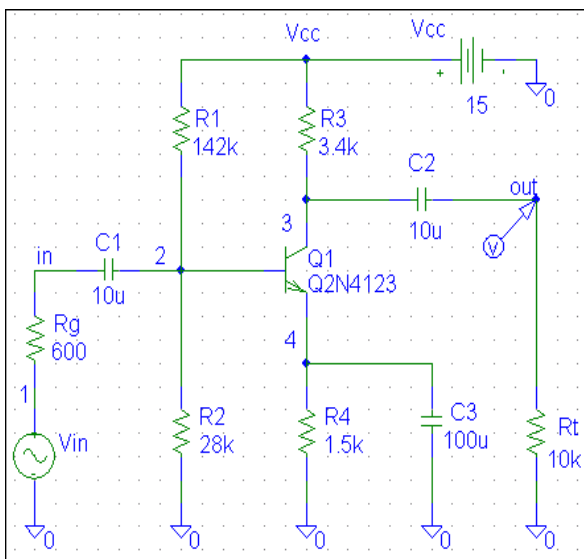 Vcc
Vcc
+
-
15
0
R1
142k
R3
3.4k
C2
10u
out
V
3
in
C1
10u
2
Q1
Q2N4123
Rg
600
4
1
Vin
R2
28k
R4
1.5k
C3
100u
Rt
10k
0
0
0
0
0